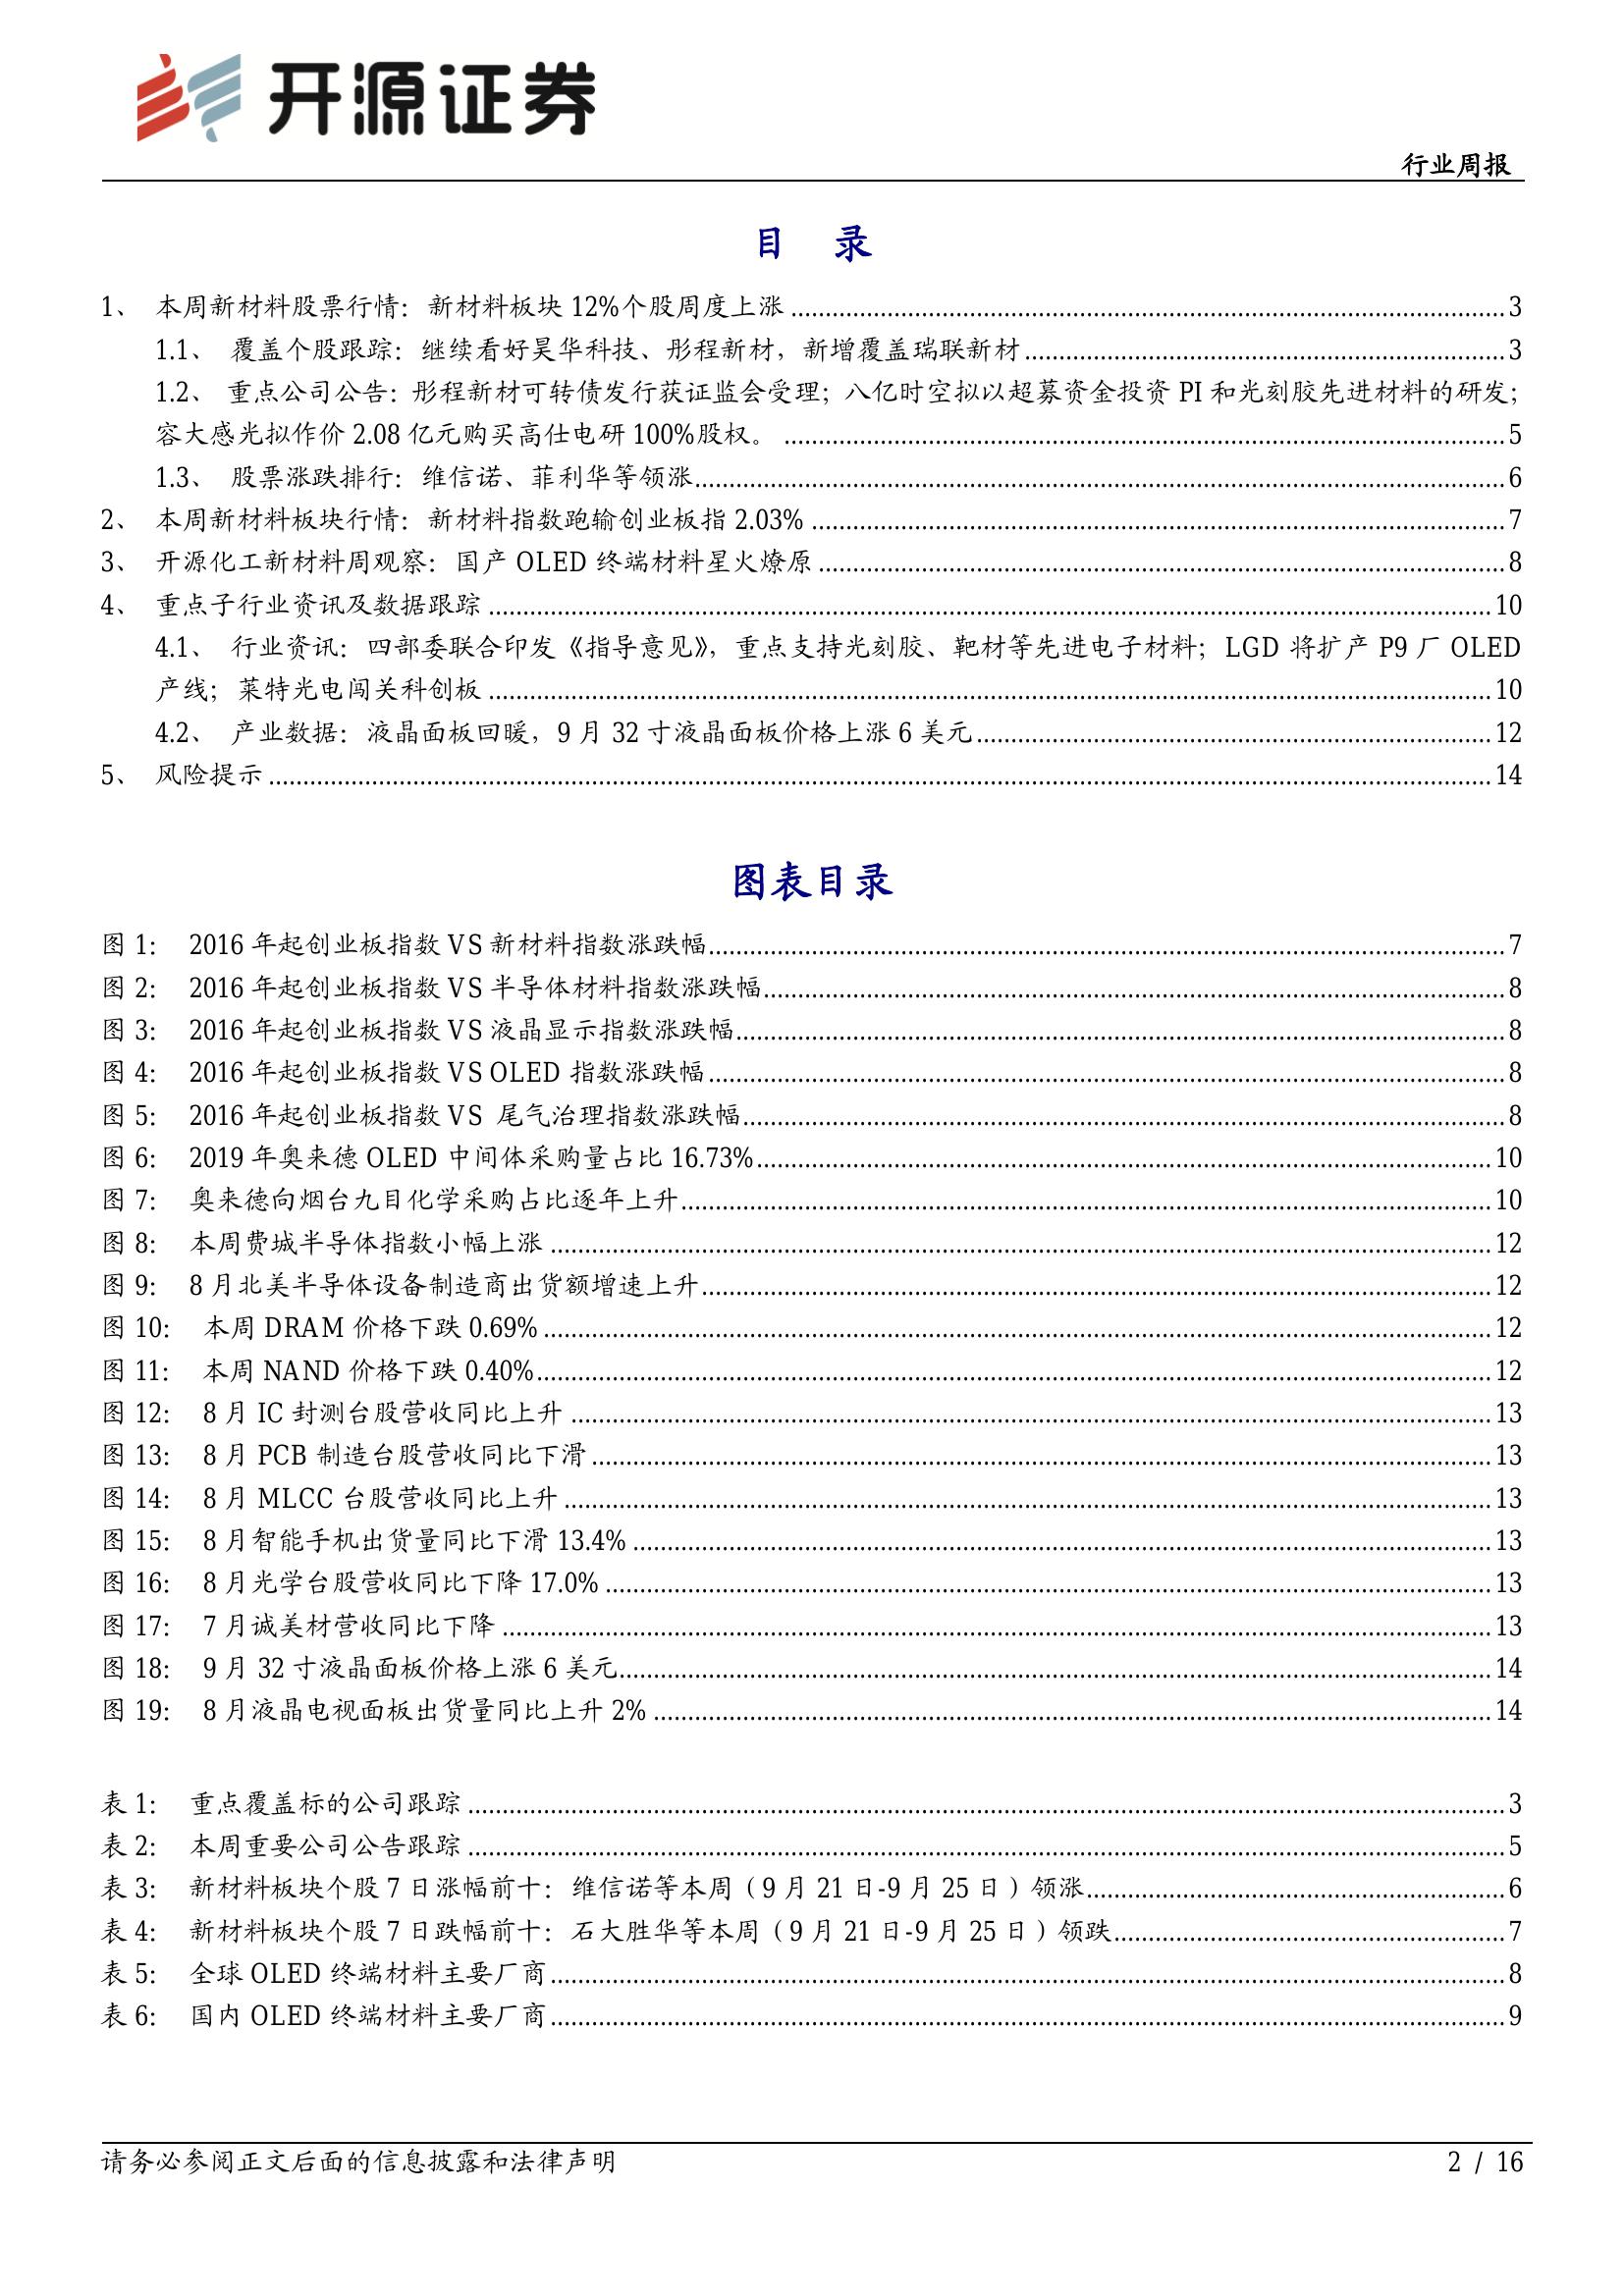 开源证券
行业周报
目 录
1、 本周新材料股票行情：新材料板块 12%个股周度上涨 ........ 3
1.1、 覆盖个股跟踪：继续看好昊华科技、彤程新材，新增覆盖瑞联新材 ........ 3
1.2、 重点公司公告：彤程新材可转债发行获证监会受理；八亿时空拟以超募资金投资 PI 和光刻胶先进材料的研发；
容大感光拟作价 2.08 亿元购买高仕电研 100%股权。 ........ 5
1.3、 股票涨跌排行：维信诺、菲利华等领涨 ........ 6
2、 本周新材料板块行情：新材料指数跑输创业板指 2.03% ........ 7
3、 开源化工新材料周观察：国产 OLED 终端材料星火燎原 ........ 8
4、 重点子行业资讯及数据跟踪 ........ 10
4.1、 行业资讯：四部委联合印发《指导意见》，重点支持光刻胶、靶材等先进电子材料；LGD 将扩产 P9 厂 OLED
产线；莱特光电闯关科创板 ........ 10
4.2、 产业数据：液晶面板回暖，9 月 32 寸液晶面板价格上涨 6 美元 ........ 12
5、 风险提示 ........ 14
图表目录
图 1： 2016 年起创业板指数 VS 新材料指数涨跌幅 ........ 7
图 2： 2016 年起创业板指数 VS 半导体材料指数涨跌幅 ........ 8
图 3： 2016 年起创业板指数 VS 液晶显示指数涨跌幅 ........ 8
图 4： 2016 年起创业板指数 VS OLED 指数涨跌幅 ........ 8
图 5： 2016 年起创业板指数 VS 尾气治理指数涨跌幅 ........ 8
图 6： 2019 年奥来德 OLED 中间体采购量占比 16.73% ........ 10
图 7： 奥来德向烟台九目化学采购占比逐年上升 ........ 10
图 8： 本周费城半导体指数小幅上涨 ........ 12
图 9： 8 月北美半导体设备制造商出货额增速上升 ........ 12
图 10： 本周 DRAM 价格下跌 0.69% ........ 12
图 11： 本周 NAND 价格下跌 0.40% ........ 12
图 12： 8 月 IC 封测台股营收同比上升 ........ 13
图 13： 8 月 PCB 制造台股营收同比下滑 ........ 13
图 14： 8 月 MLCC 台股营收同比上升 ........ 13
图 15： 8 月智能手机出货量同比下滑 13.4% ........ 13
图 16： 8 月光学台股营收同比下降 17.0% ........ 13
图 17： 7 月诚美材营收同比下降 ........ 13
图 18： 9 月 32 寸液晶面板价格上涨 6 美元 ........ 14
图 19： 8 月液晶电视面板出货量同比上升 2% ........ 14
表 1： 重点覆盖标的公司跟踪 ........ 3
表 2： 本周重要公司公告跟踪 ........ 5
表 3： 新材料板块个股 7 日涨幅前十：维信诺等本周（9 月 21 日-9 月 25 日）领涨 ........ 6
表 4： 新材料板块个股 7 日跌幅前十：石大胜华等本周（9 月 21 日-9 月 25 日）领跌 ........ 7
表 5： 全球 OLED 终端材料主要厂商 ........ 8
表 6： 国内 OLED 终端材料主要厂商 ........ 9
请务必参阅正文后面的信息披露和法律声明 2 / 16